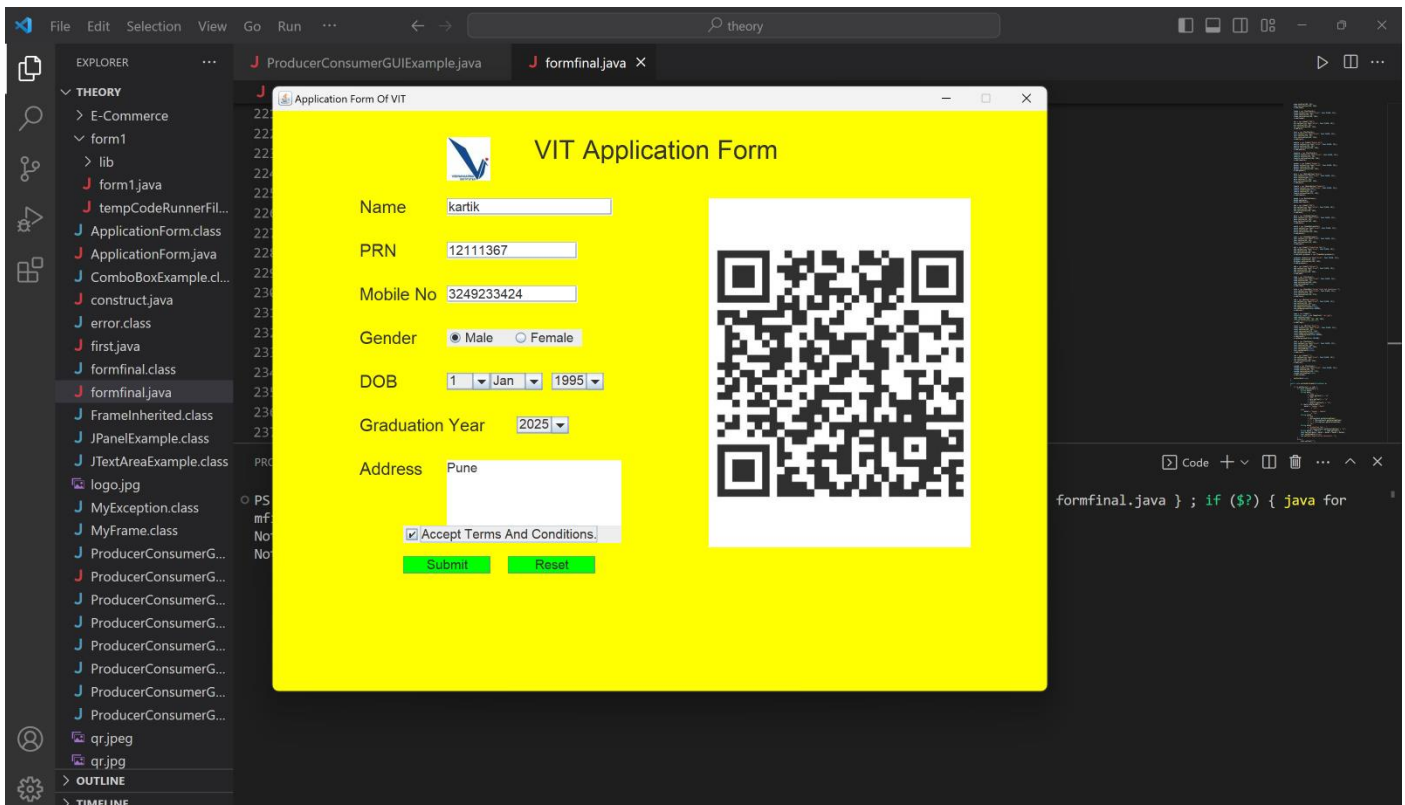 File Edit Selection View Go Run ··· theory
EXPLORER ···
THEORY
E-Commerce
form1
lib
form1.java
tempCodeRunnerFil...
ApplicationForm.class
ApplicationForm.java
ComboBoxExample.cl...
construct.java
error.class
first.java
formfinal.class
formfinal.java
FrameInherited.class
JPanelExample.class
JTextAreaExample.class
logo.jpg
MyException.class
MyFrame.class
ProducerConsumerG...
ProducerConsumerG...
ProducerConsumerG...
ProducerConsumerG...
ProducerConsumerG...
ProducerConsumerG...
ProducerConsumerG...
ProducerConsumerG...
qr.jpeg
qr.jpg
OUTLINE
TIMELINE
ProducerConsumerGUIExample.java formfinal.java
Application Form Of VIT
VIT Application Form
Name kartik
PRN 12111367
Mobile No 3249233424
Gender Male Female
DOB 1 Jan 1995
Graduation Year 2025
Address Pune
Accept Terms And Conditions.
Submit Reset
Code
PS formfinal.java } ; if ($?) { java for